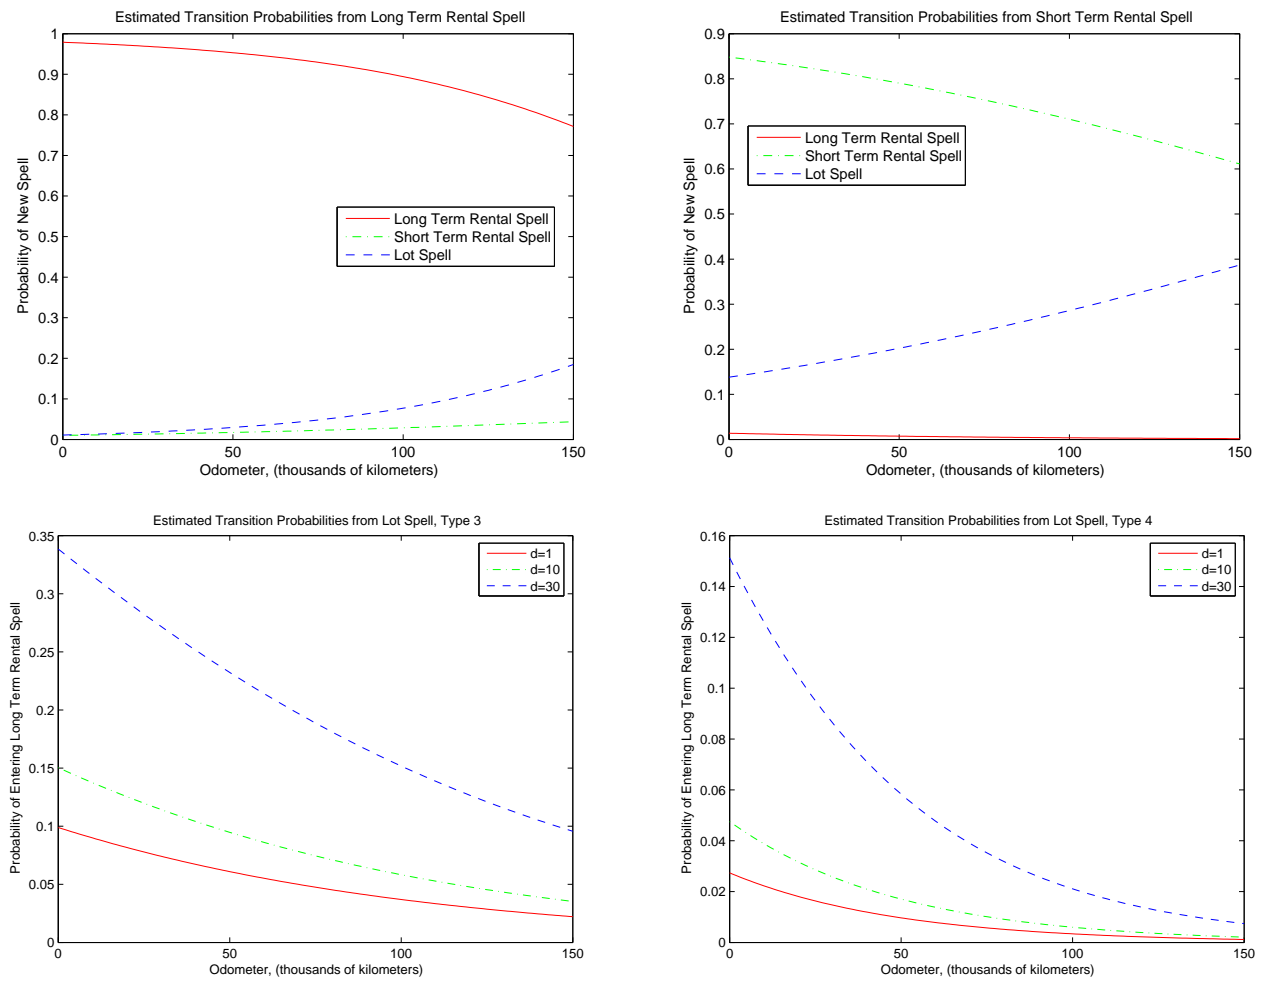 Estimated Transition Probabilities from Long Term Rental Spell
1
0.9
0.8
0.7
0.6
0.5
0.4
0.3
0.2
0.1
0
Probability of New Spell
Long Term Rental Spell
Short Term Rental Spell
Lot Spell
0 50 100 150
Odometer, (thousands of kilometers)
Estimated Transition Probabilities from Short Term Rental Spell
0.9
0.8
0.7
0.6
0.5
0.4
0.3
0.2
0.1
0
Probability of New Spell
Long Term Rental Spell
Short Term Rental Spell
Lot Spell
0 50 100 150
Odometer, (thousands of kilometers)
Estimated Transition Probabilities from Lot Spell, Type 3
0.35
0.3
0.25
0.2
0.15
0.1
0.05
0
Probability of Entering Long Term Rental Spell
d=1
d=10
d=30
0 50 100 150
Odometer, (thousands of kilometers)
Estimated Transition Probabilities from Lot Spell, Type 4
0.16
0.14
0.12
0.1
0.08
0.06
0.04
0.02
0
Probability of Entering Long Term Rental Spell
d=1
d=10
d=30
0 50 100 150
Odometer, (thousands of kilometers)